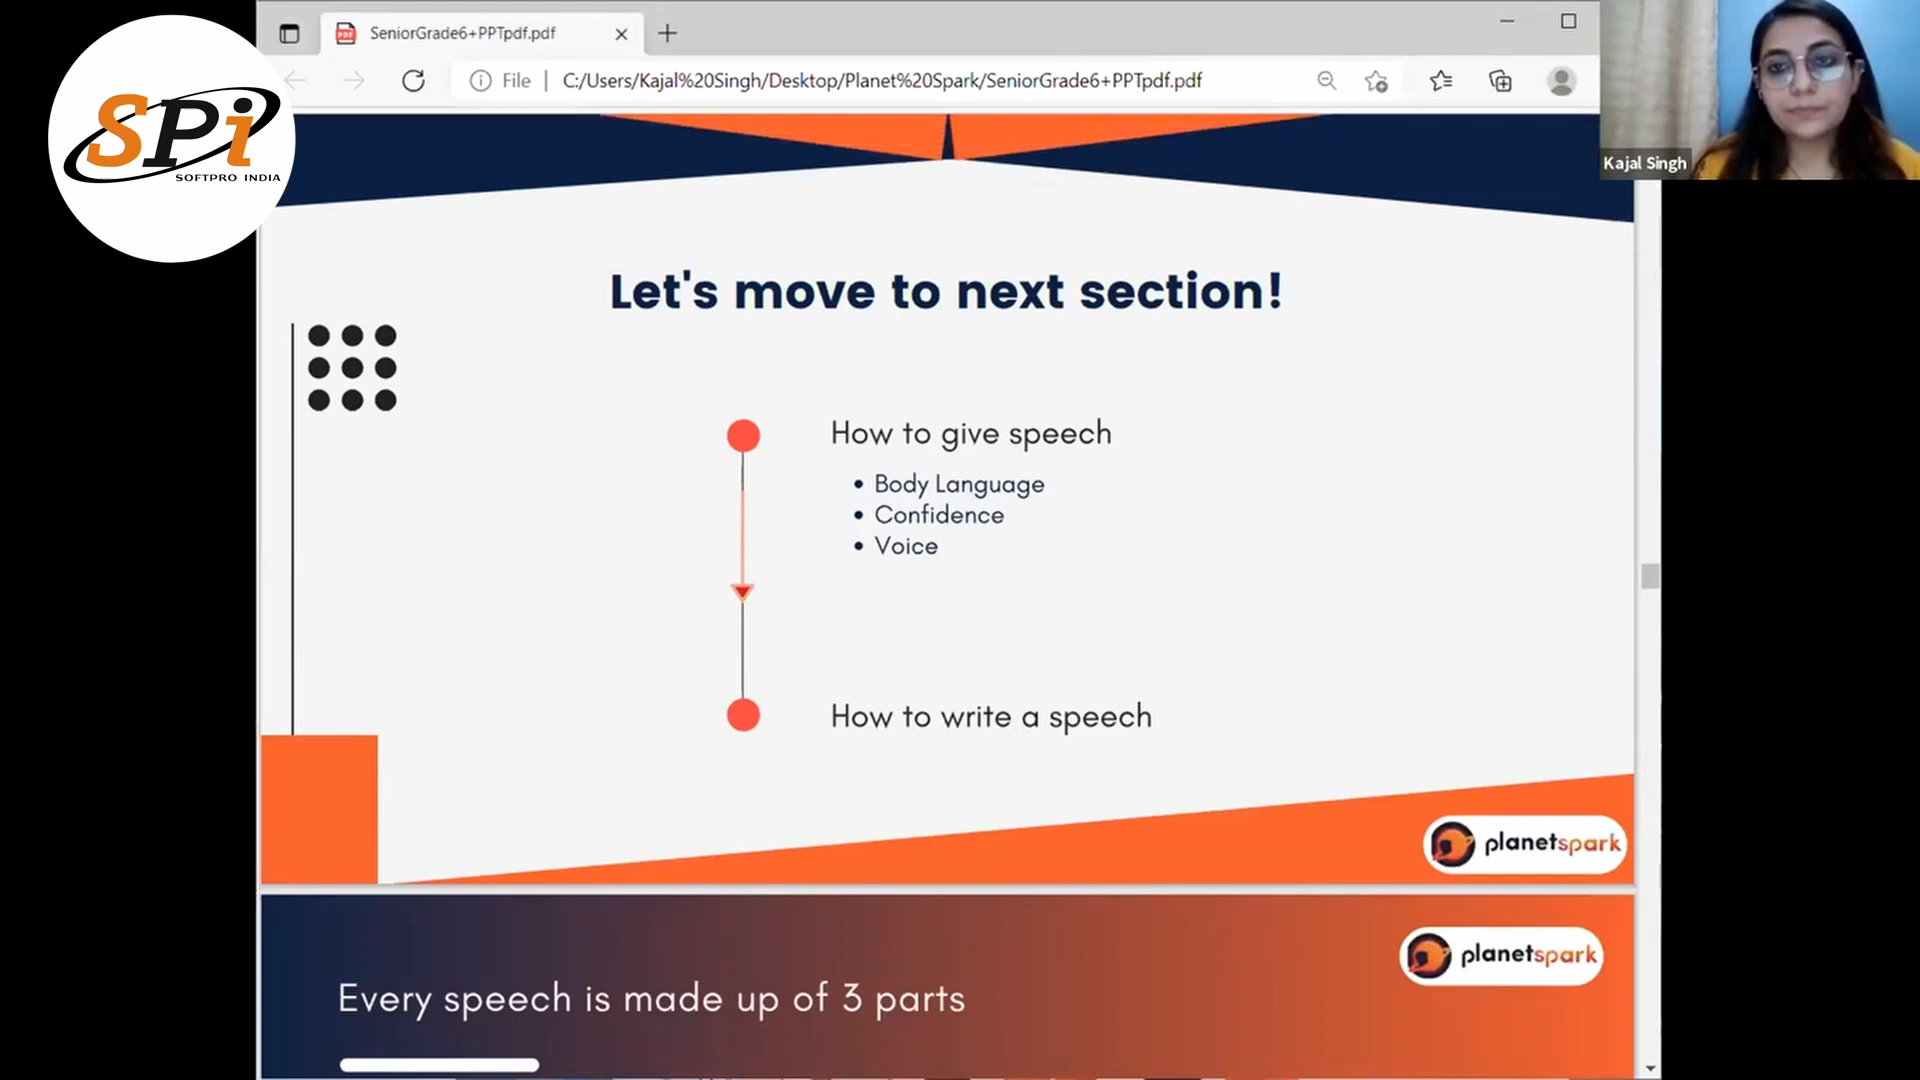 SeniorGrade6+PPTpdf.pdf
File
C:/Users/Kajal%20Singh/Desktop/Planet%20Spark/SeniorGrade6+PPTpdf.pdf
SPi
SOFTPRO INDIA
Kajal Singh
Let's move to next section!
How to give speech
• Body Language
• Confidence
• Voice
How to write a speech
planetspark
planetspark
Every speech is made up of 3 parts